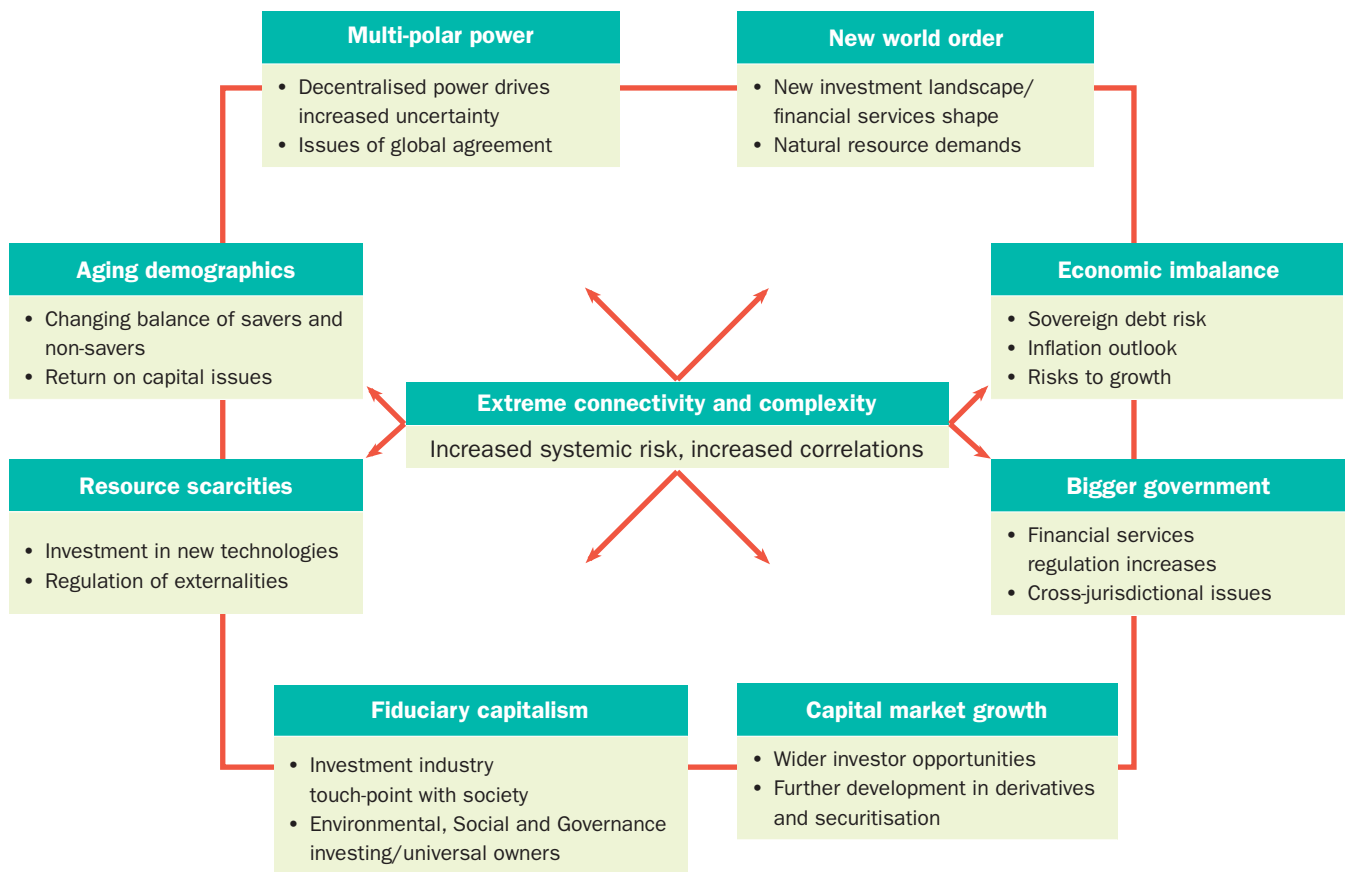 Multi-polar power
• Decentralised power drives
increased uncertainty
• Issues of global agreement
New world order
• New investment landscape/
financial services shape
• Natural resource demands
Aging demographics
• Changing balance of savers and
non-savers
• Return on capital issues
Economic imbalance
• Sovereign debt risk
• Inflation outlook
• Risks to growth
Extreme connectivity and complexity
Increased systemic risk, increased correlations
Resource scarcities
• Investment in new technologies
• Regulation of externalities
Bigger government
• Financial services
regulation increases
• Cross-jurisdictional issues
Fiduciary capitalism
• Investment industry
touch-point with society
• Environmental, Social and Governance
investing/universal owners
Capital market growth
• Wider investor opportunities
• Further development in derivatives
and securitisation